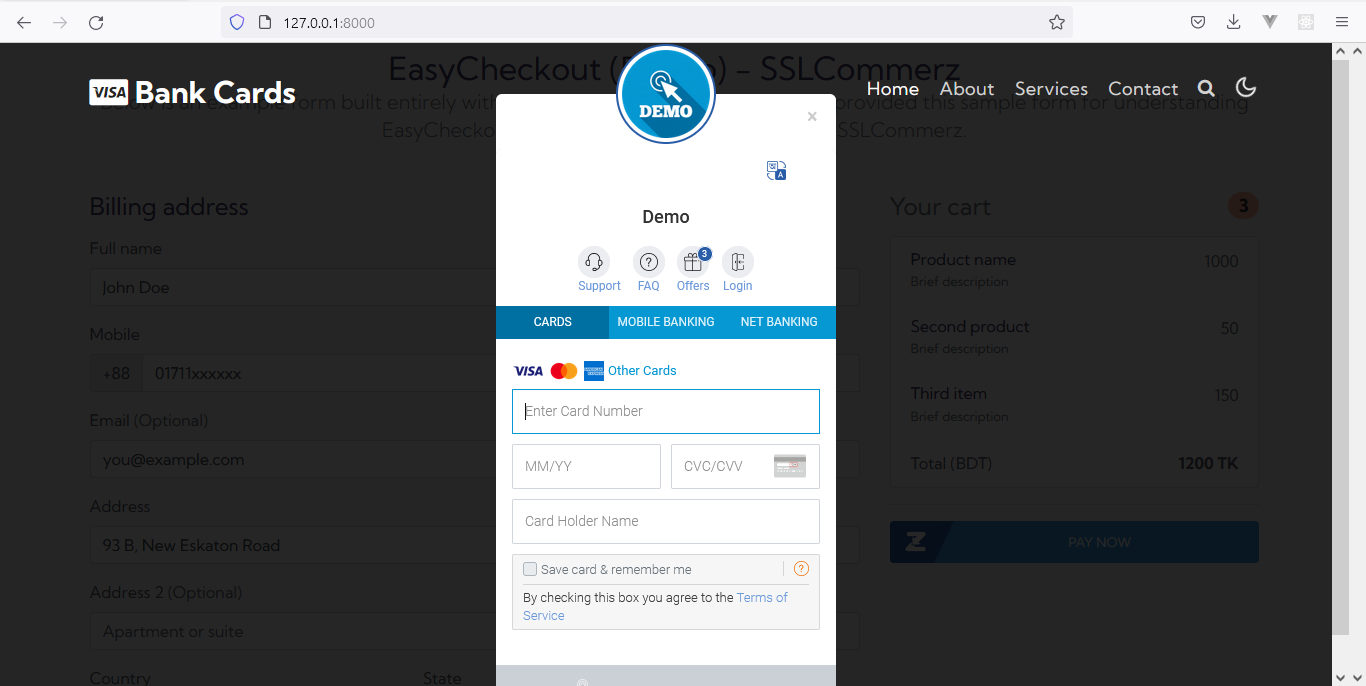 127.0.0.1:8000
VISA Bank Cards
Home About Services Contact
EasyCheckout ( ) - SSLCommerz
Below is an example form built entirely with provided this sample form for understanding
EasyCheckout SSLCommerz.
DEMO
×
A
Demo
3
Support FAQ Offers Login
CARDS MOBILE BANKING NET BANKING
VISA Other Cards
Enter Card Number
MM/YY CVC/CVV
Card Holder Name
Save card & remember me ?
By checking this box you agree to the Terms of
Service
Billing address
Full name
John Doe
Mobile
+88 01711xxxxxx
Email (Optional)
you@example.com
Address
93 B, New Eskaton Road
Address 2 (Optional)
Apartment or suite
Country State
Your cart 3
Product name 1000
Brief description
Second product 50
Brief description
Third item 150
Brief description
Total (BDT) 1200 TK
PAY NOW